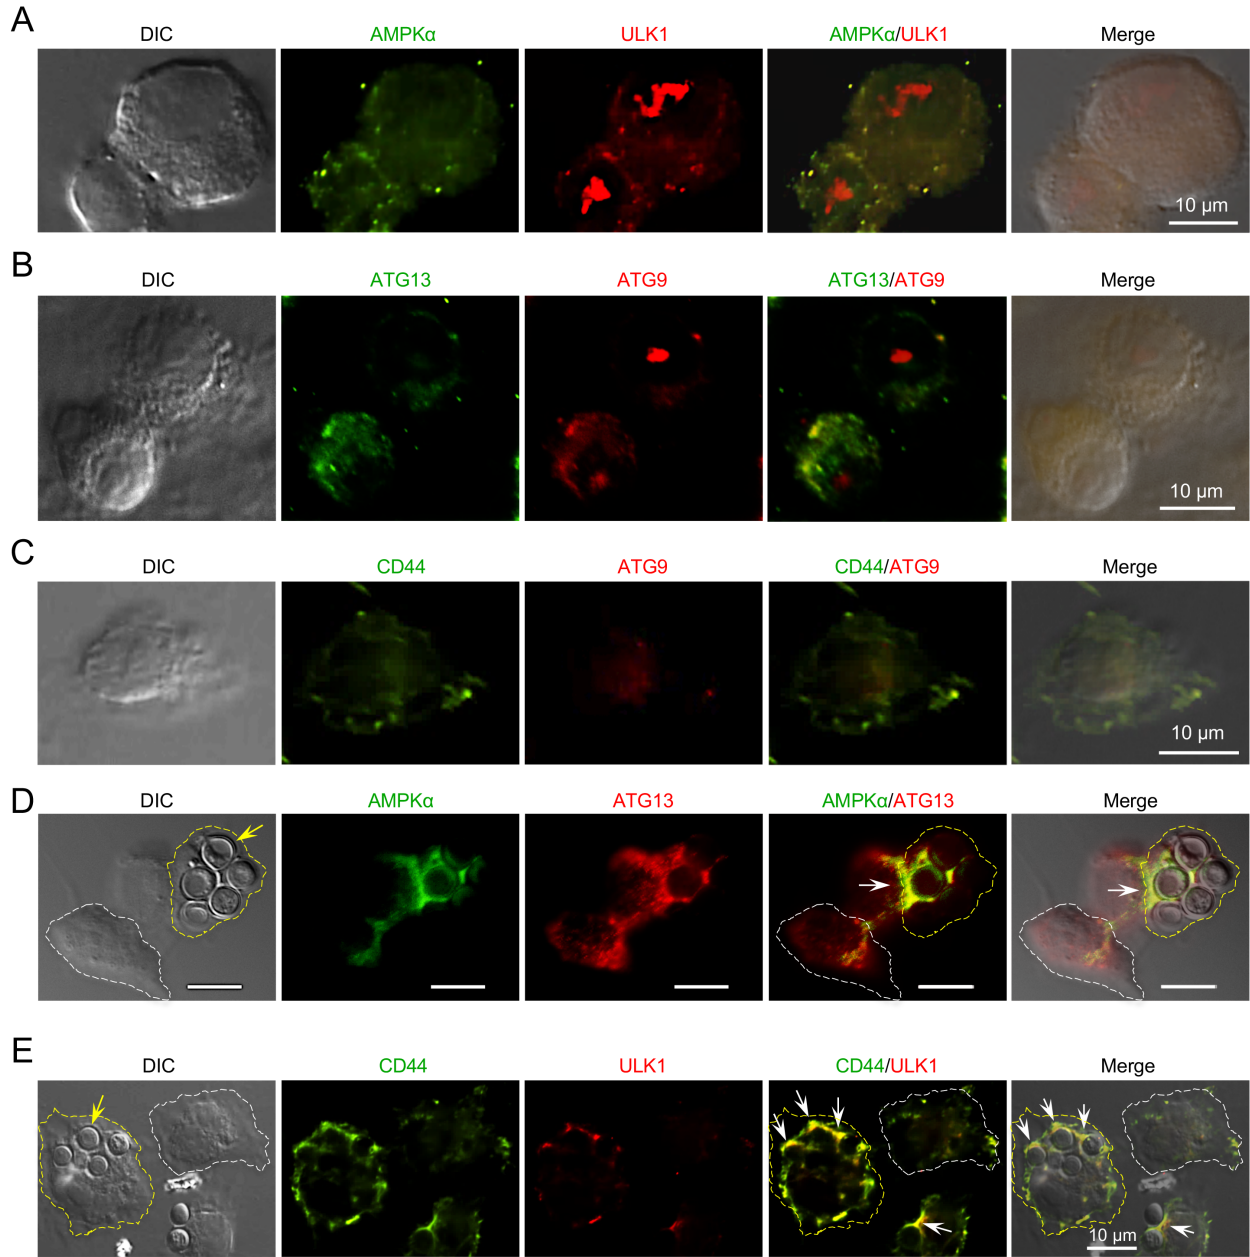 A
DIC AMPKα ULK1 AMPKα/ULK1 Merge
10 µm
B
DIC ATG13 ATG9 ATG13/ATG9 Merge
10 µm
C
DIC CD44 ATG9 CD44/ATG9 Merge
10 µm
D
DIC AMPKα ATG13 AMPKα/ATG13 Merge
E
DIC CD44 ULK1 CD44/ULK1 Merge
10 µm